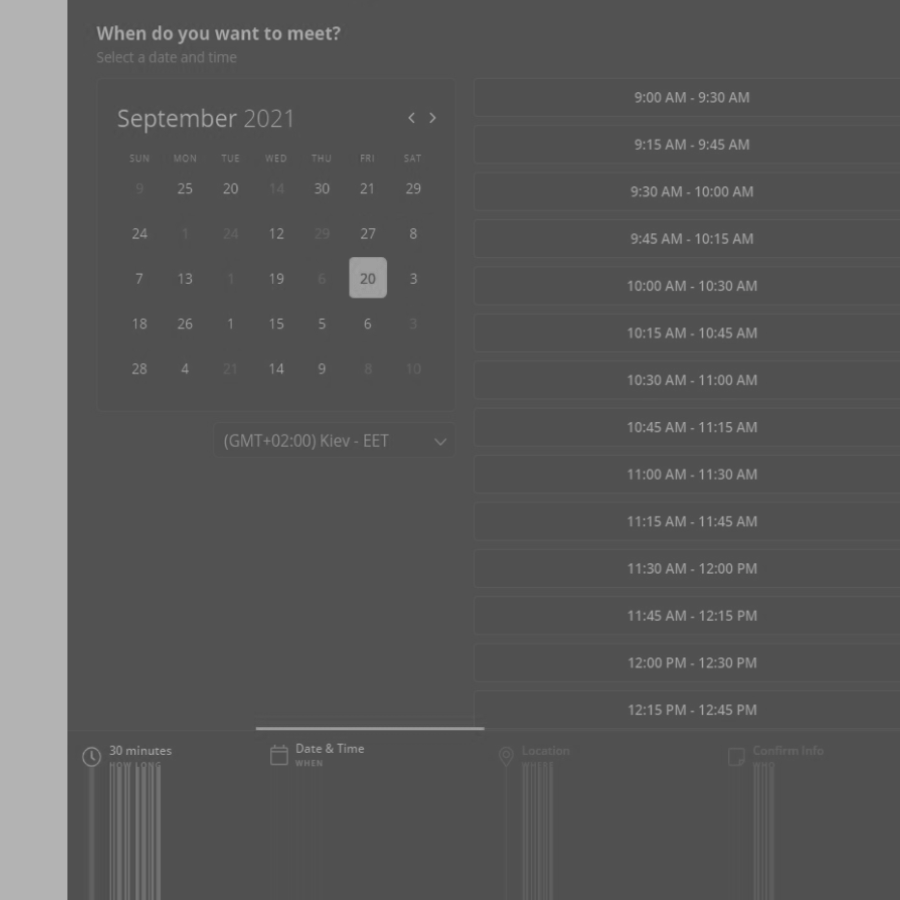 When do you want to meet?
Select a date and time
September 2021
SUN MON TUE WED THU FRI SAT
9 25 20 14 30 21 29
24 1 24 12 29 27 8
7 13 1 19 6 20 3
18 26 1 15 5 6 3
28 4 21 14 9 8 10
(GMT+02:00) Kiev - EET
9:00 AM - 9:30 AM
9:15 AM - 9:45 AM
9:30 AM - 10:00 AM
9:45 AM - 10:15 AM
10:00 AM - 10:30 AM
10:15 AM - 10:45 AM
10:30 AM - 11:00 AM
10:45 AM - 11:15 AM
11:00 AM - 11:30 AM
11:15 AM - 11:45 AM
11:30 AM - 12:00 PM
11:45 AM - 12:15 PM
12:00 PM - 12:30 PM
12:15 PM - 12:45 PM
30 minutes
HOW LONG
Date & Time
WHEN
Location
WHERE
Confirm Info
WHO